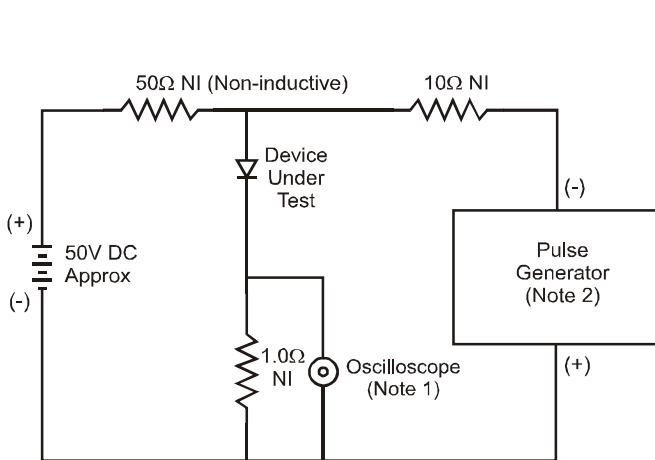 50Ω NI (Non-inductive)
10Ω NI
Device
Under
Test
(-)
(+)
50V DC
Approx
(-)
Pulse
Generator
(Note 2)
1.0Ω
NI
Oscilloscope
(Note 1)
(+)